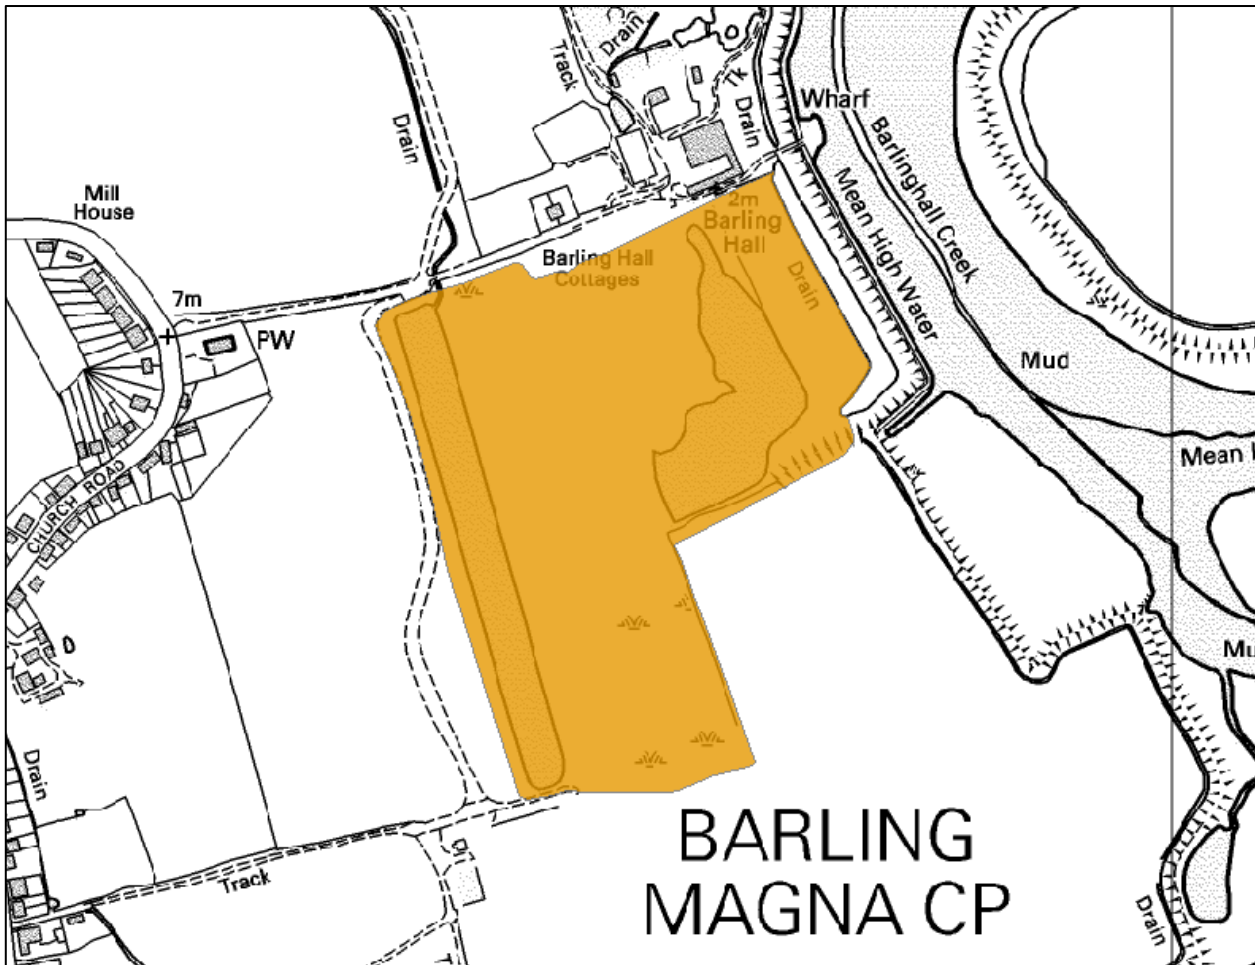 Drain
Track
Drain
Drain
Wharf
Barlinghall Creek
Mill
House
Mean High Water
2m
Barling
Hall
Barling Hall
Cottages
Drain
7m
PW
Mud
Mean
CHURCH ROAD
Mu
Drain
BARLING
MAGNA CP
Track
Drain